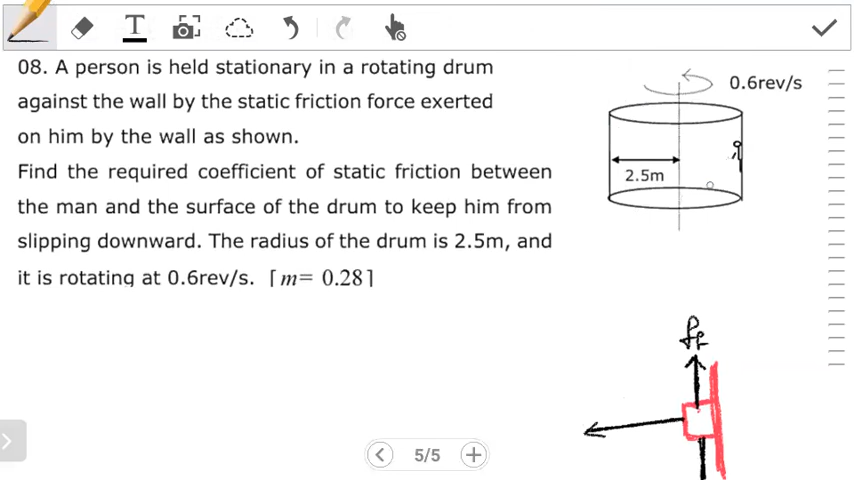 T
08. A person is held stationary in a rotating drum
against the wall by the static friction force exerted
on him by the wall as shown.
Find the required coefficient of static friction between
the man and the surface of the drum to keep him from
slipping downward. The radius of the drum is 2.5m, and
it is rotating at 0.6rev/s. [m= 0.28]
0.6rev/s
2.5m
5/5